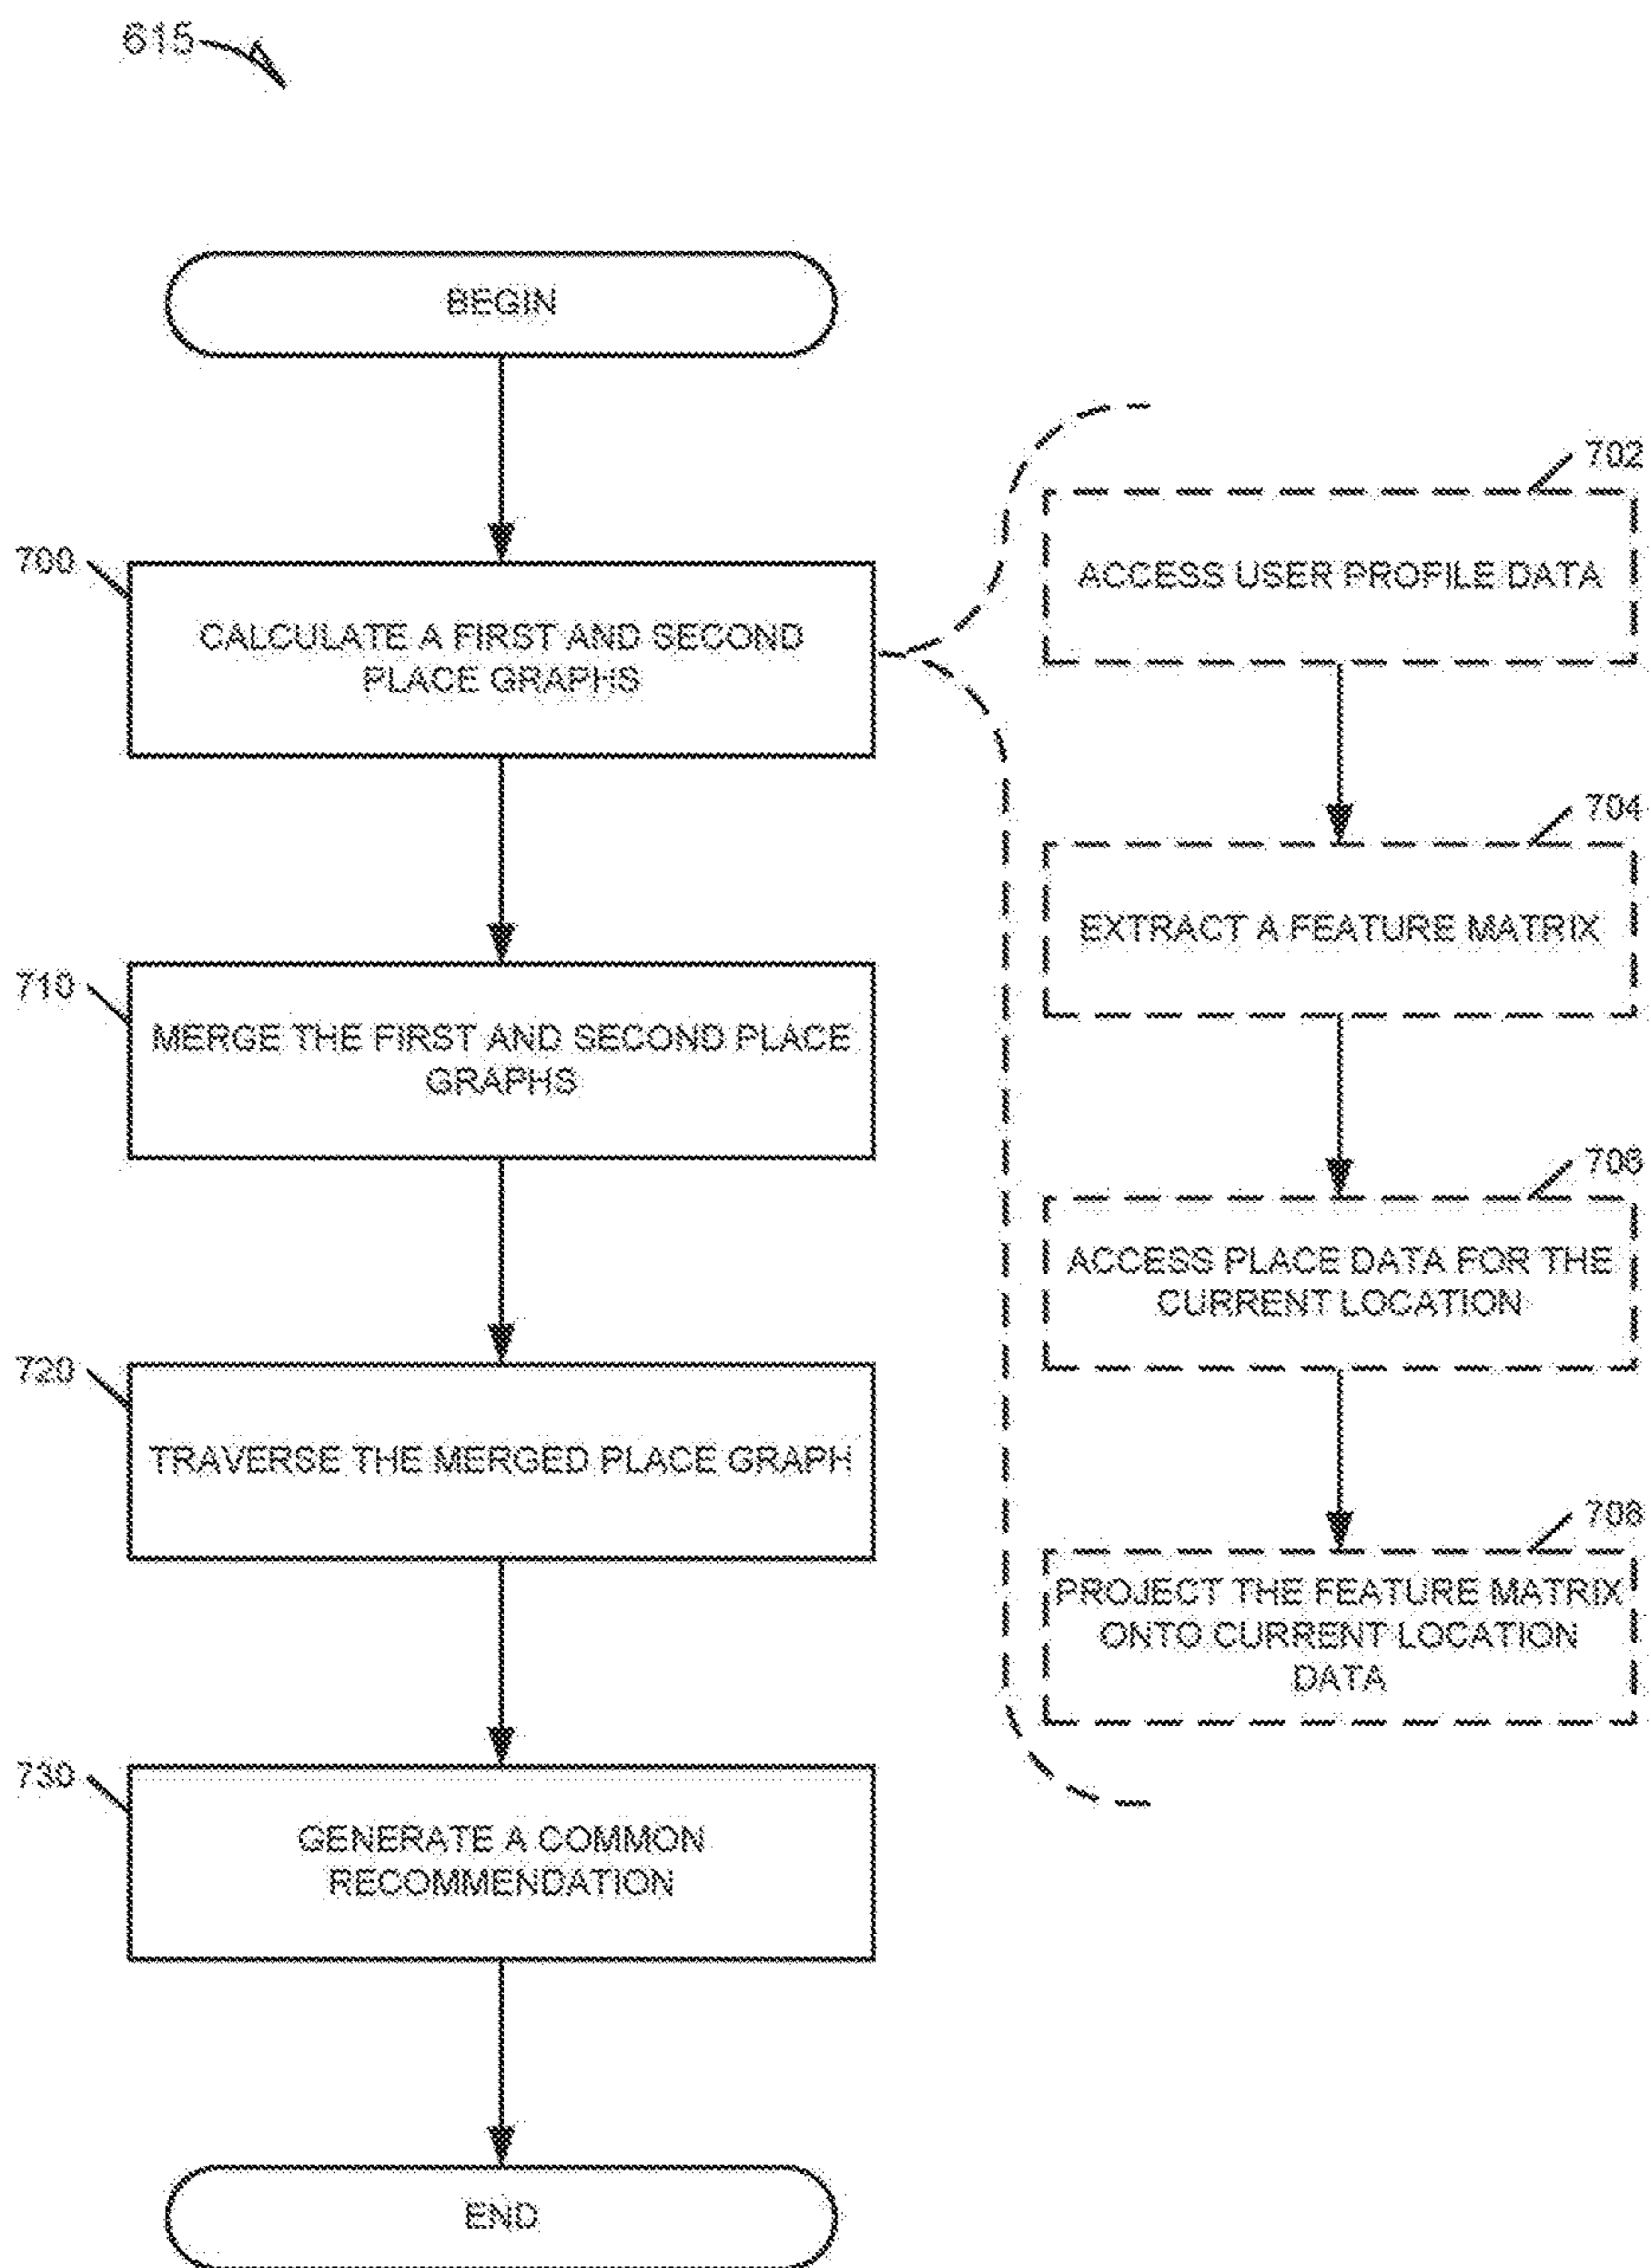 615
BEGIN
700
CALCULATE A FIRST AND SECOND
PLACE GRAPHS
710
MERGE THE FIRST AND SECOND PLACE
GRAPHS
720
TRAVERSE THE MERGED PLACE GRAPH
730
GENERATE A COMMON
RECOMMENDATION
END
702
ACCESS USER PROFILE DATA
704
EXTRACT A FEATURE MATRIX
706
ACCESS PLACE DATA FOR THE
CURRENT LOCATION
708
PROJECT THE FEATURE MATRIX
ONTO CURRENT LOCATION
DATA